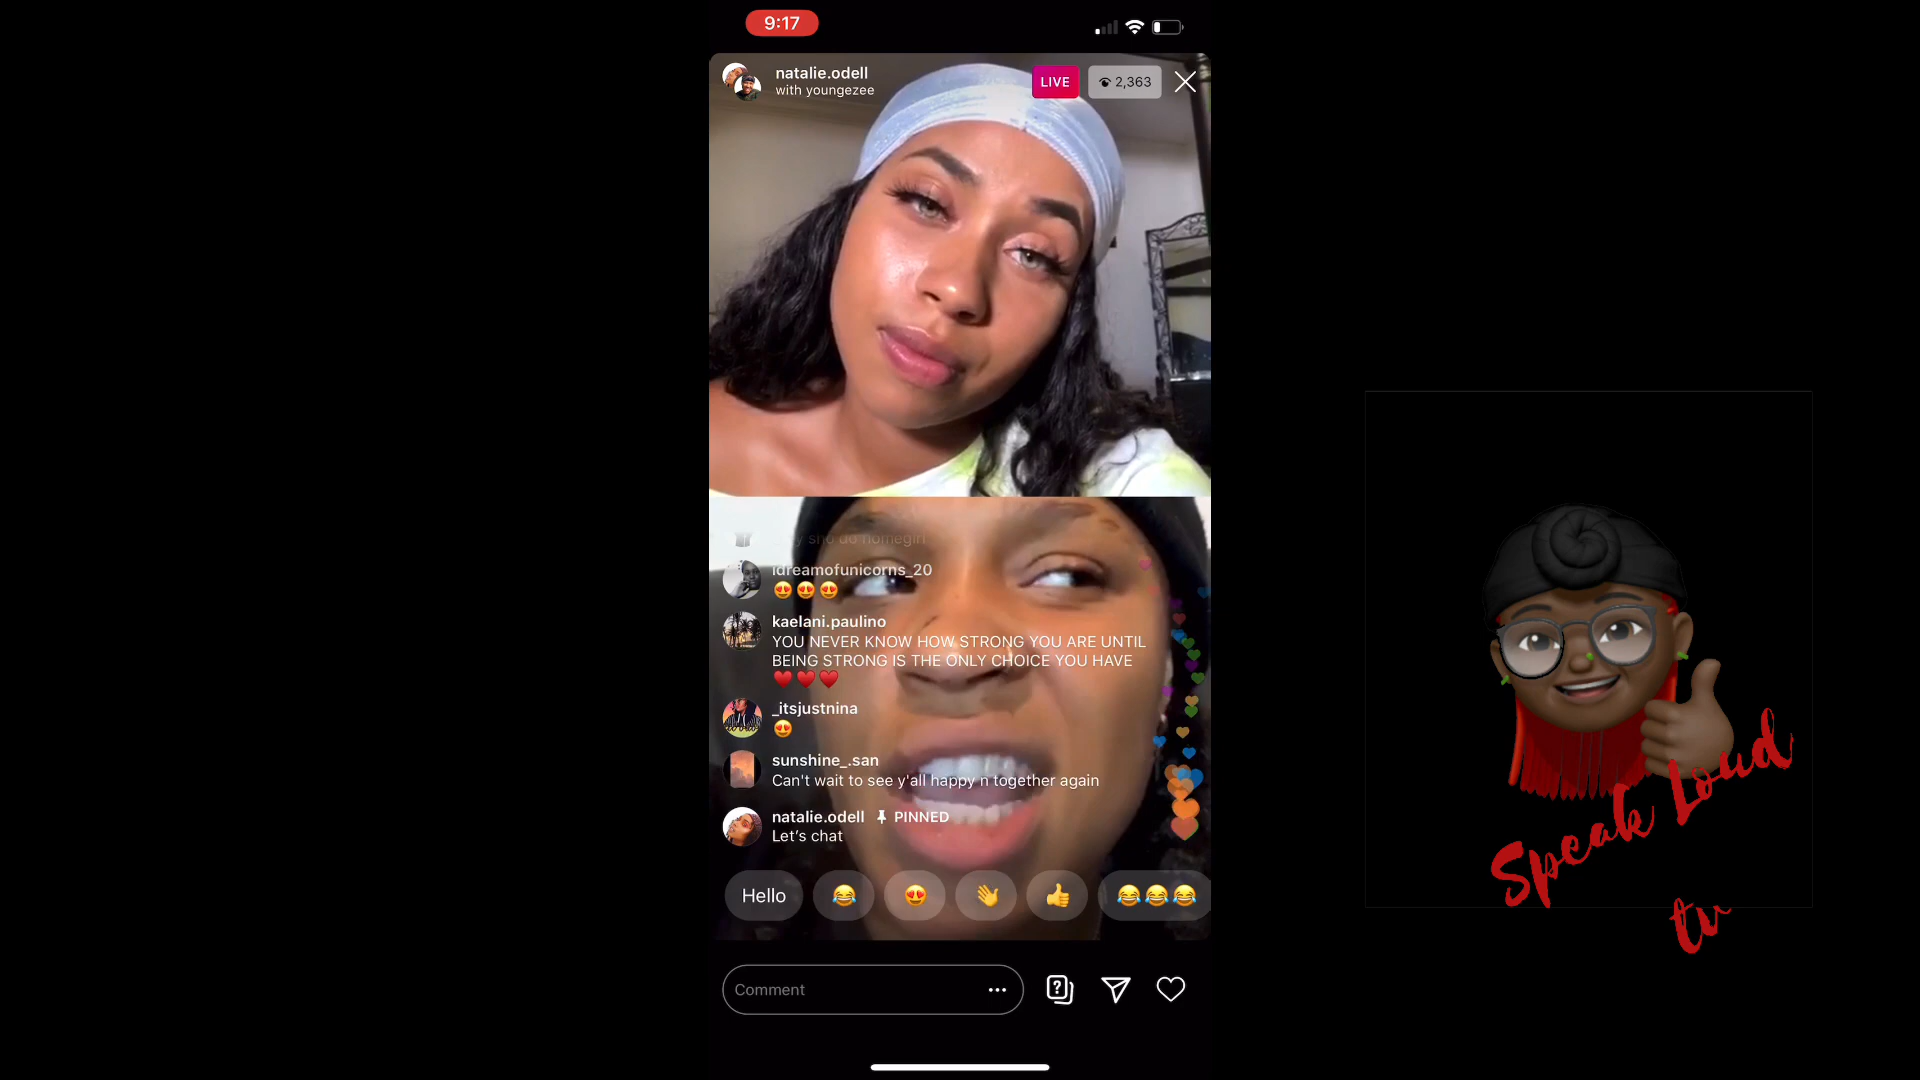 9:17
natalie.odell
with youngezee
LIVE
2,363
idreamofunicorns_20
😍😍😍
kaelani.paulino
YOU NEVER KNOW HOW STRONG YOU ARE UNTIL
BEING STRONG IS THE ONLY CHOICE YOU HAVE
♥️♥️♥️
_itsjustnina
😍
sunshine_.san
Can't wait to see y'all happy n together again
natalie.odell PINNED
Let’s chat
Hello 😂 😍 👋 👍 😂😂😂
Comment
Speak Loud
tv